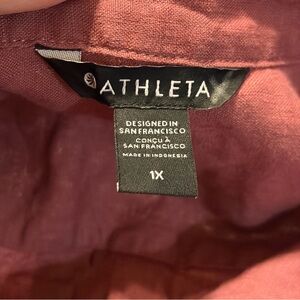 ATHLETA
DESIGNED IN
SAN FRANCISCO
CONÇU À
SAN FRANCISCO
MADE IN INDONESIA
1X